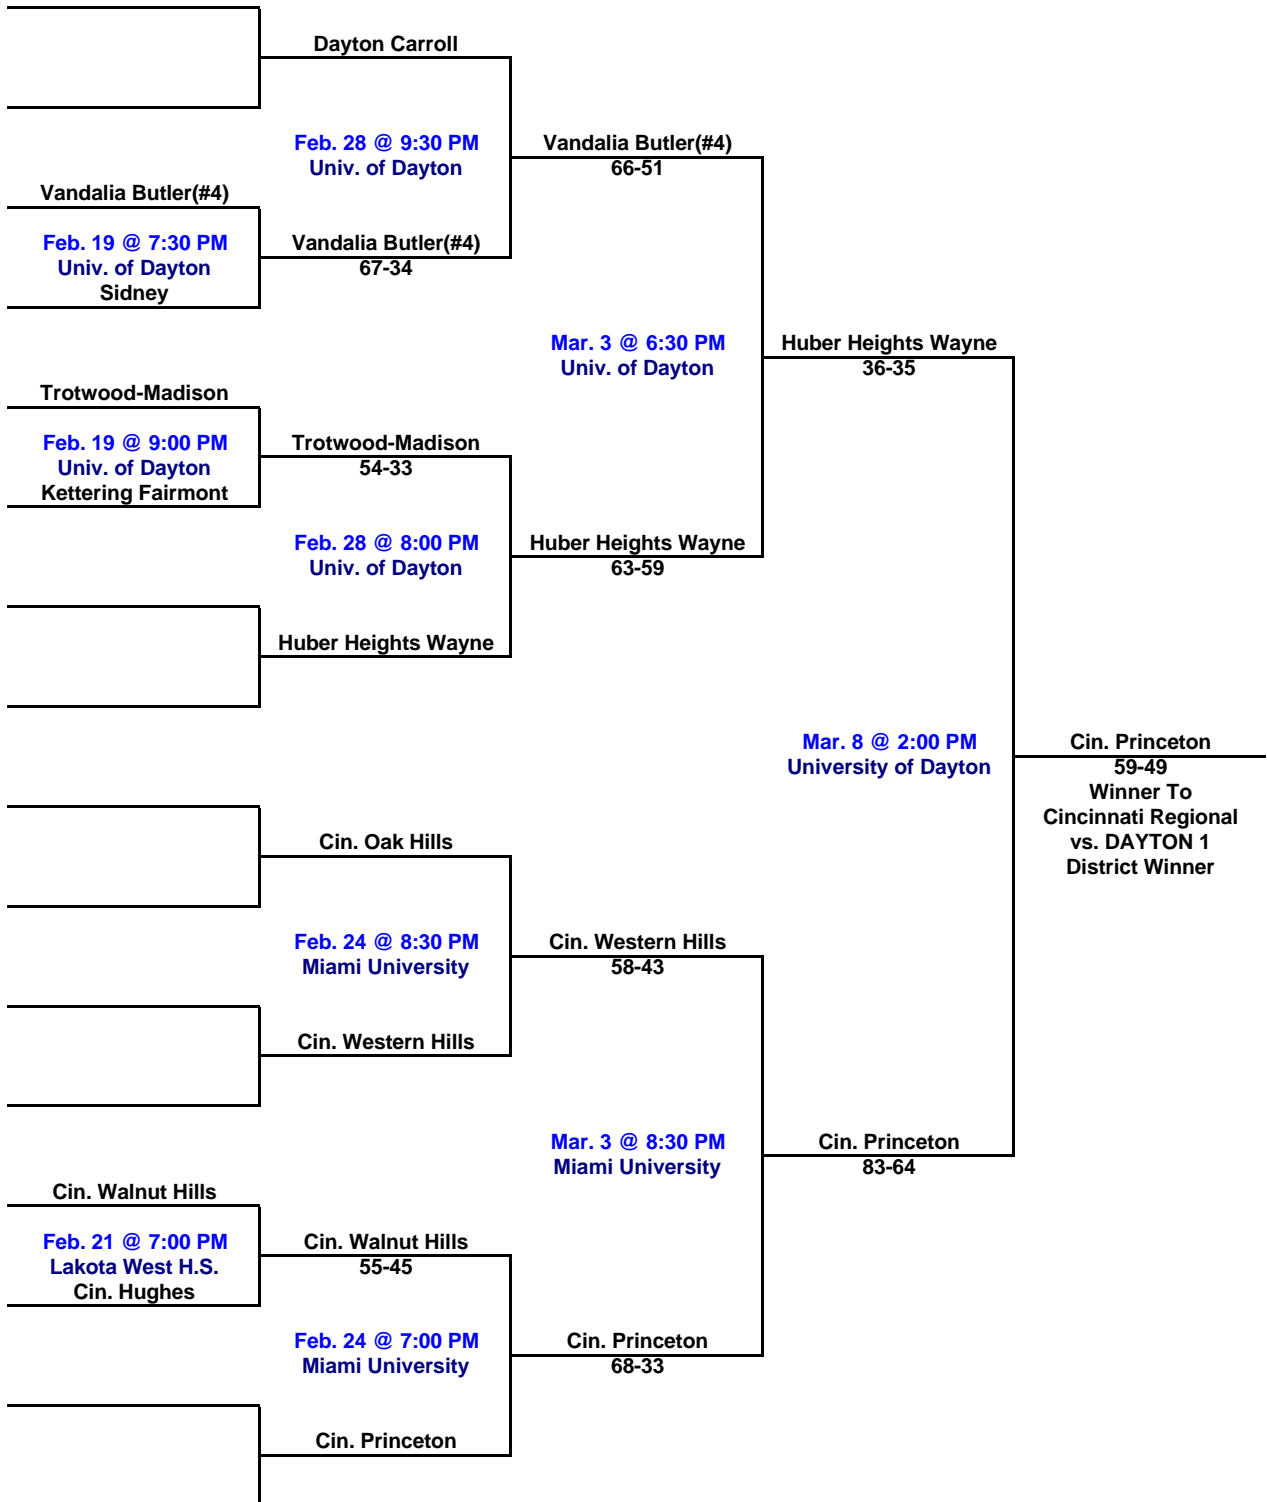 Dayton Carroll
Feb. 28 @ 9:30 PM
Univ. of Dayton
Vandalia Butler(#4)
66-51
Vandalia Butler(#4)
Feb. 19 @ 7:30 PM
Univ. of Dayton
Sidney
Vandalia Butler(#4)
67-34
Mar. 3 @ 6:30 PM
Univ. of Dayton
Huber Heights Wayne
36-35
Trotwood-Madison
Feb. 19 @ 9:00 PM
Univ. of Dayton
Kettering Fairmont
Trotwood-Madison
54-33
Feb. 28 @ 8:00 PM
Univ. of Dayton
Huber Heights Wayne
63-59
Huber Heights Wayne
Mar. 8 @ 2:00 PM
University of Dayton
Cin. Princeton
59-49
Winner To
Cincinnati Regional
vs. DAYTON 1
District Winner
Cin. Oak Hills
Feb. 24 @ 8:30 PM
Miami University
Cin. Western Hills
58-43
Cin. Western Hills
Mar. 3 @ 8:30 PM
Miami University
Cin. Princeton
83-64
Cin. Walnut Hills
Feb. 21 @ 7:00 PM
Lakota West H.S.
Cin. Hughes
Cin. Walnut Hills
55-45
Feb. 24 @ 7:00 PM
Miami University
Cin. Princeton
68-33
Cin. Princeton